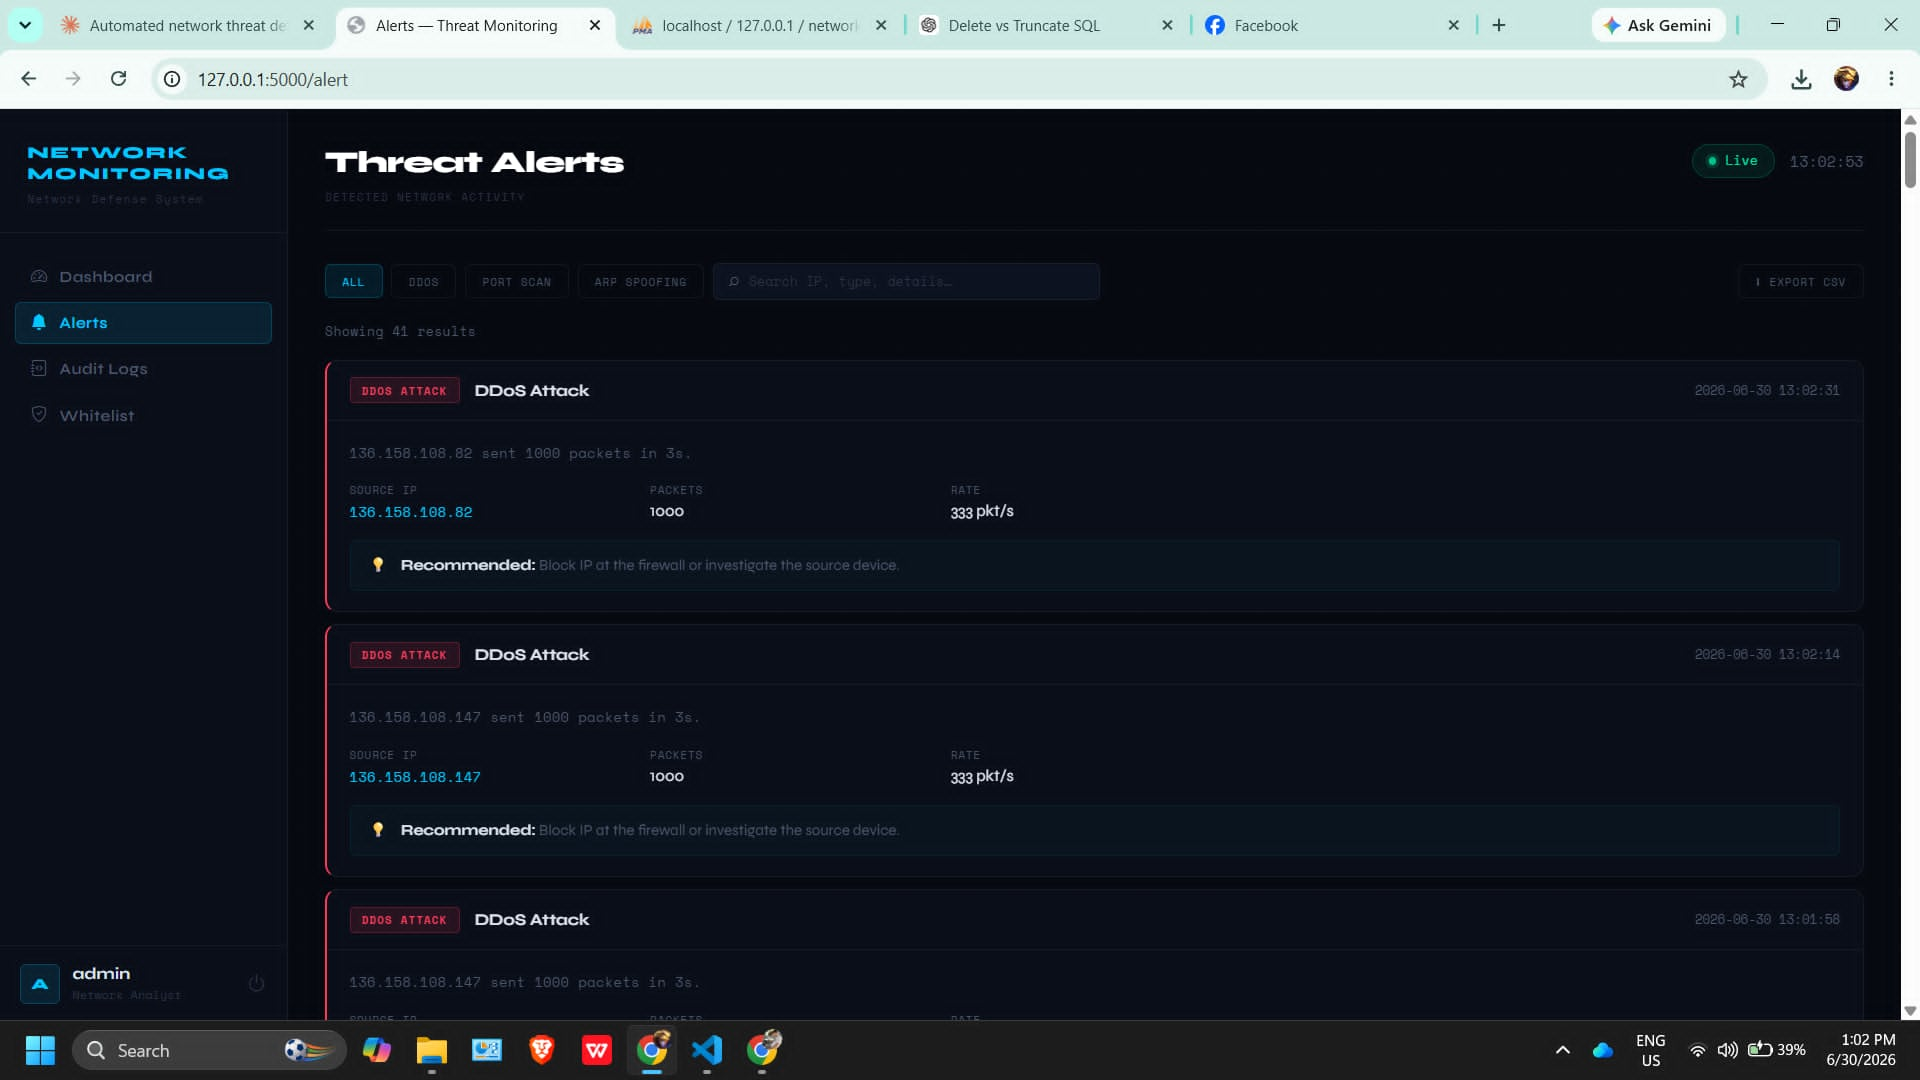 Automated network threat de
Alerts — Threat Monitoring
localhost / 127.0.0.1 / networ
Delete vs Truncate SQL
Facebook
Ask Gemini
127.0.0.1:5000/alert
NETWORK
MONITORING
Network Defense System
Dashboard
Alerts
Audit Logs
Whitelist
Threat Alerts
DETECTED NETWORK ACTIVITY
Live
13:02:53
ALL
DDOS
PORT SCAN
ARP SPOOFING
Search IP, type, details…
EXPORT CSV
Showing 41 results
DDOS ATTACK
DDoS Attack
2026-06-30 13:02:31
136.158.108.82 sent 1000 packets in 3s.
SOURCE IP
PACKETS
RATE
136.158.108.82
1000
333 pkt/s
Recommended: Block IP at the firewall or investigate the source device.
DDOS ATTACK
DDoS Attack
2026-06-30 13:02:14
136.158.108.147 sent 1000 packets in 3s.
SOURCE IP
PACKETS
RATE
136.158.108.147
1000
333 pkt/s
Recommended: Block IP at the firewall or investigate the source device.
DDOS ATTACK
DDoS Attack
2026-06-30 13:01:58
136.158.108.147 sent 1000 packets in 3s.
SOURCE IP
PACKETS
RATE
A
admin
Network Analyst
Search
ENG
US
39%
1:02 PM
6/30/2026